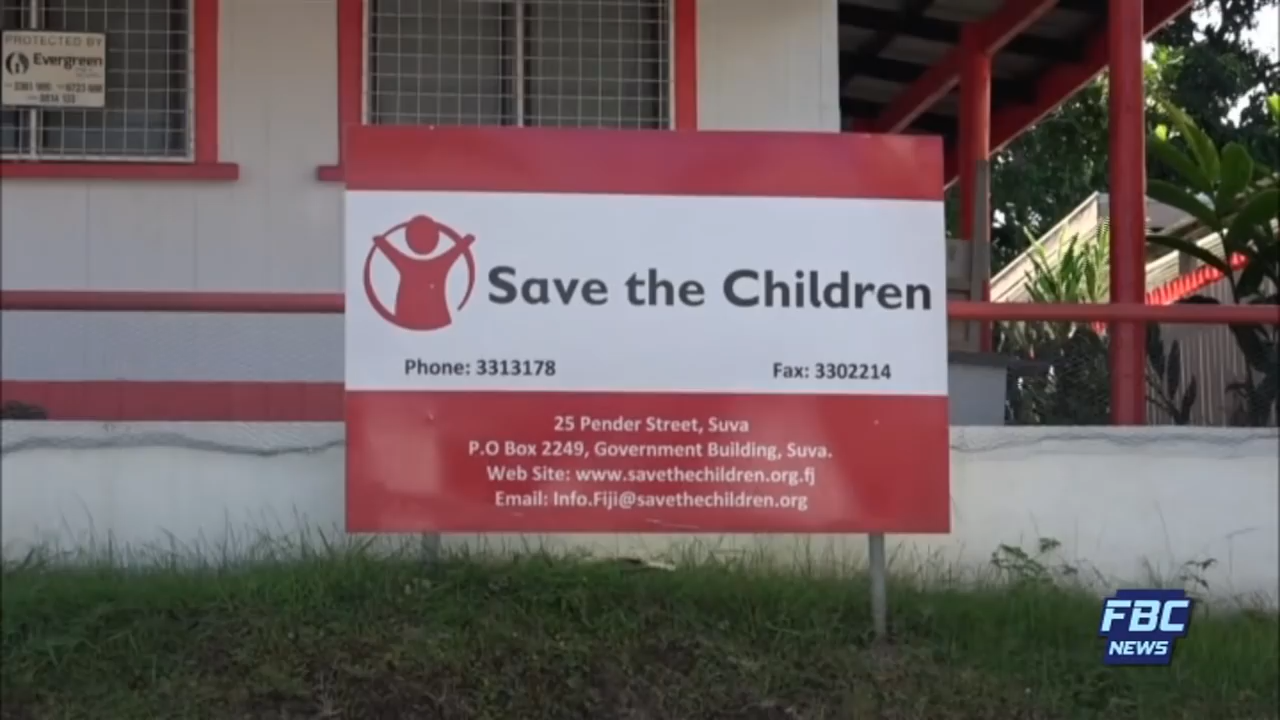 PROTECTED BY
Evergreen
Save the Children
Phone: 3313178 Fax: 3302214
25 Pender Street, Suva
P.O Box 2249, Government Building, Suva.
Web Site: www.savethechildren.org.fj
Email: Info.Fiji@savethechildren.org
FBC
NEWS